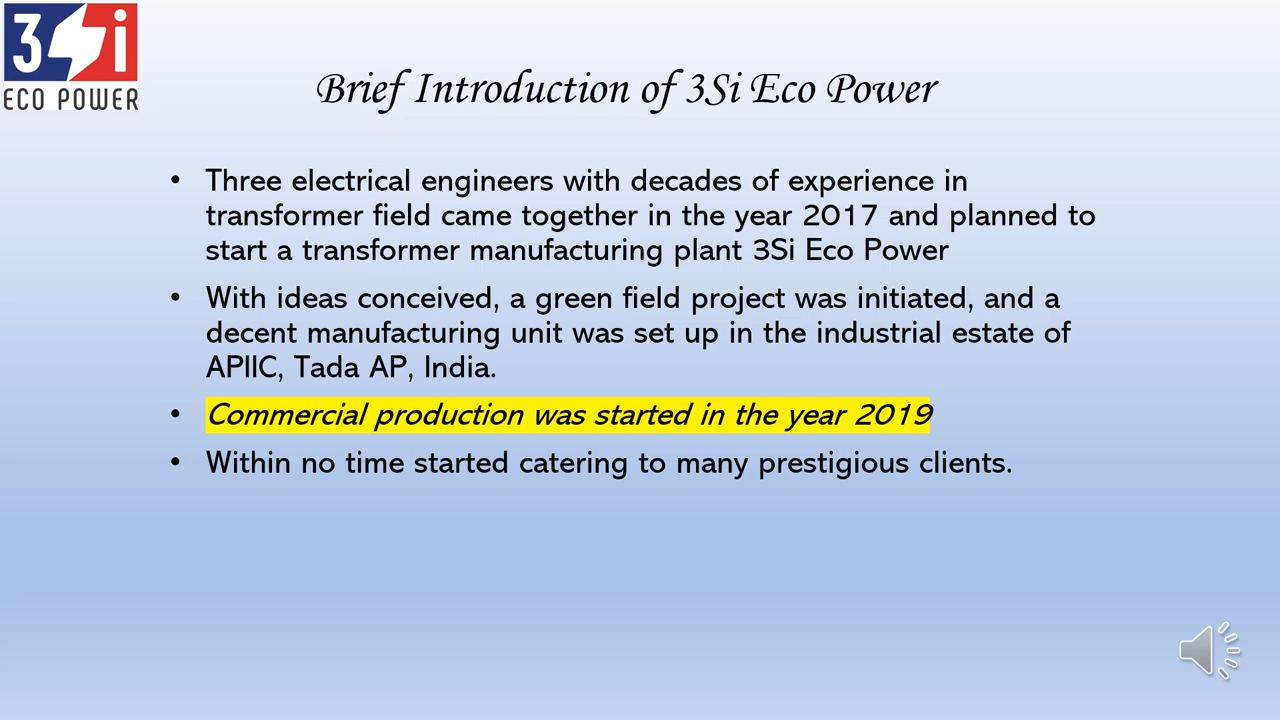 3Si
ECO POWER
Brief Introduction of 3Si Eco Power
• Three electrical engineers with decades of experience in
transformer field came together in the year 2017 and planned to
start a transformer manufacturing plant 3Si Eco Power
• With ideas conceived, a green field project was initiated, and a
decent manufacturing unit was set up in the industrial estate of
APIIC, Tada AP, India.
• Commercial production was started in the year 2019
• Within no time started catering to many prestigious clients.